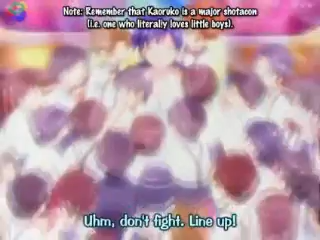 Note: Remember that Kaoruko is a major shotacon
(i.e. one who literally loves little boys).
Uhm, don't fight. Line up!